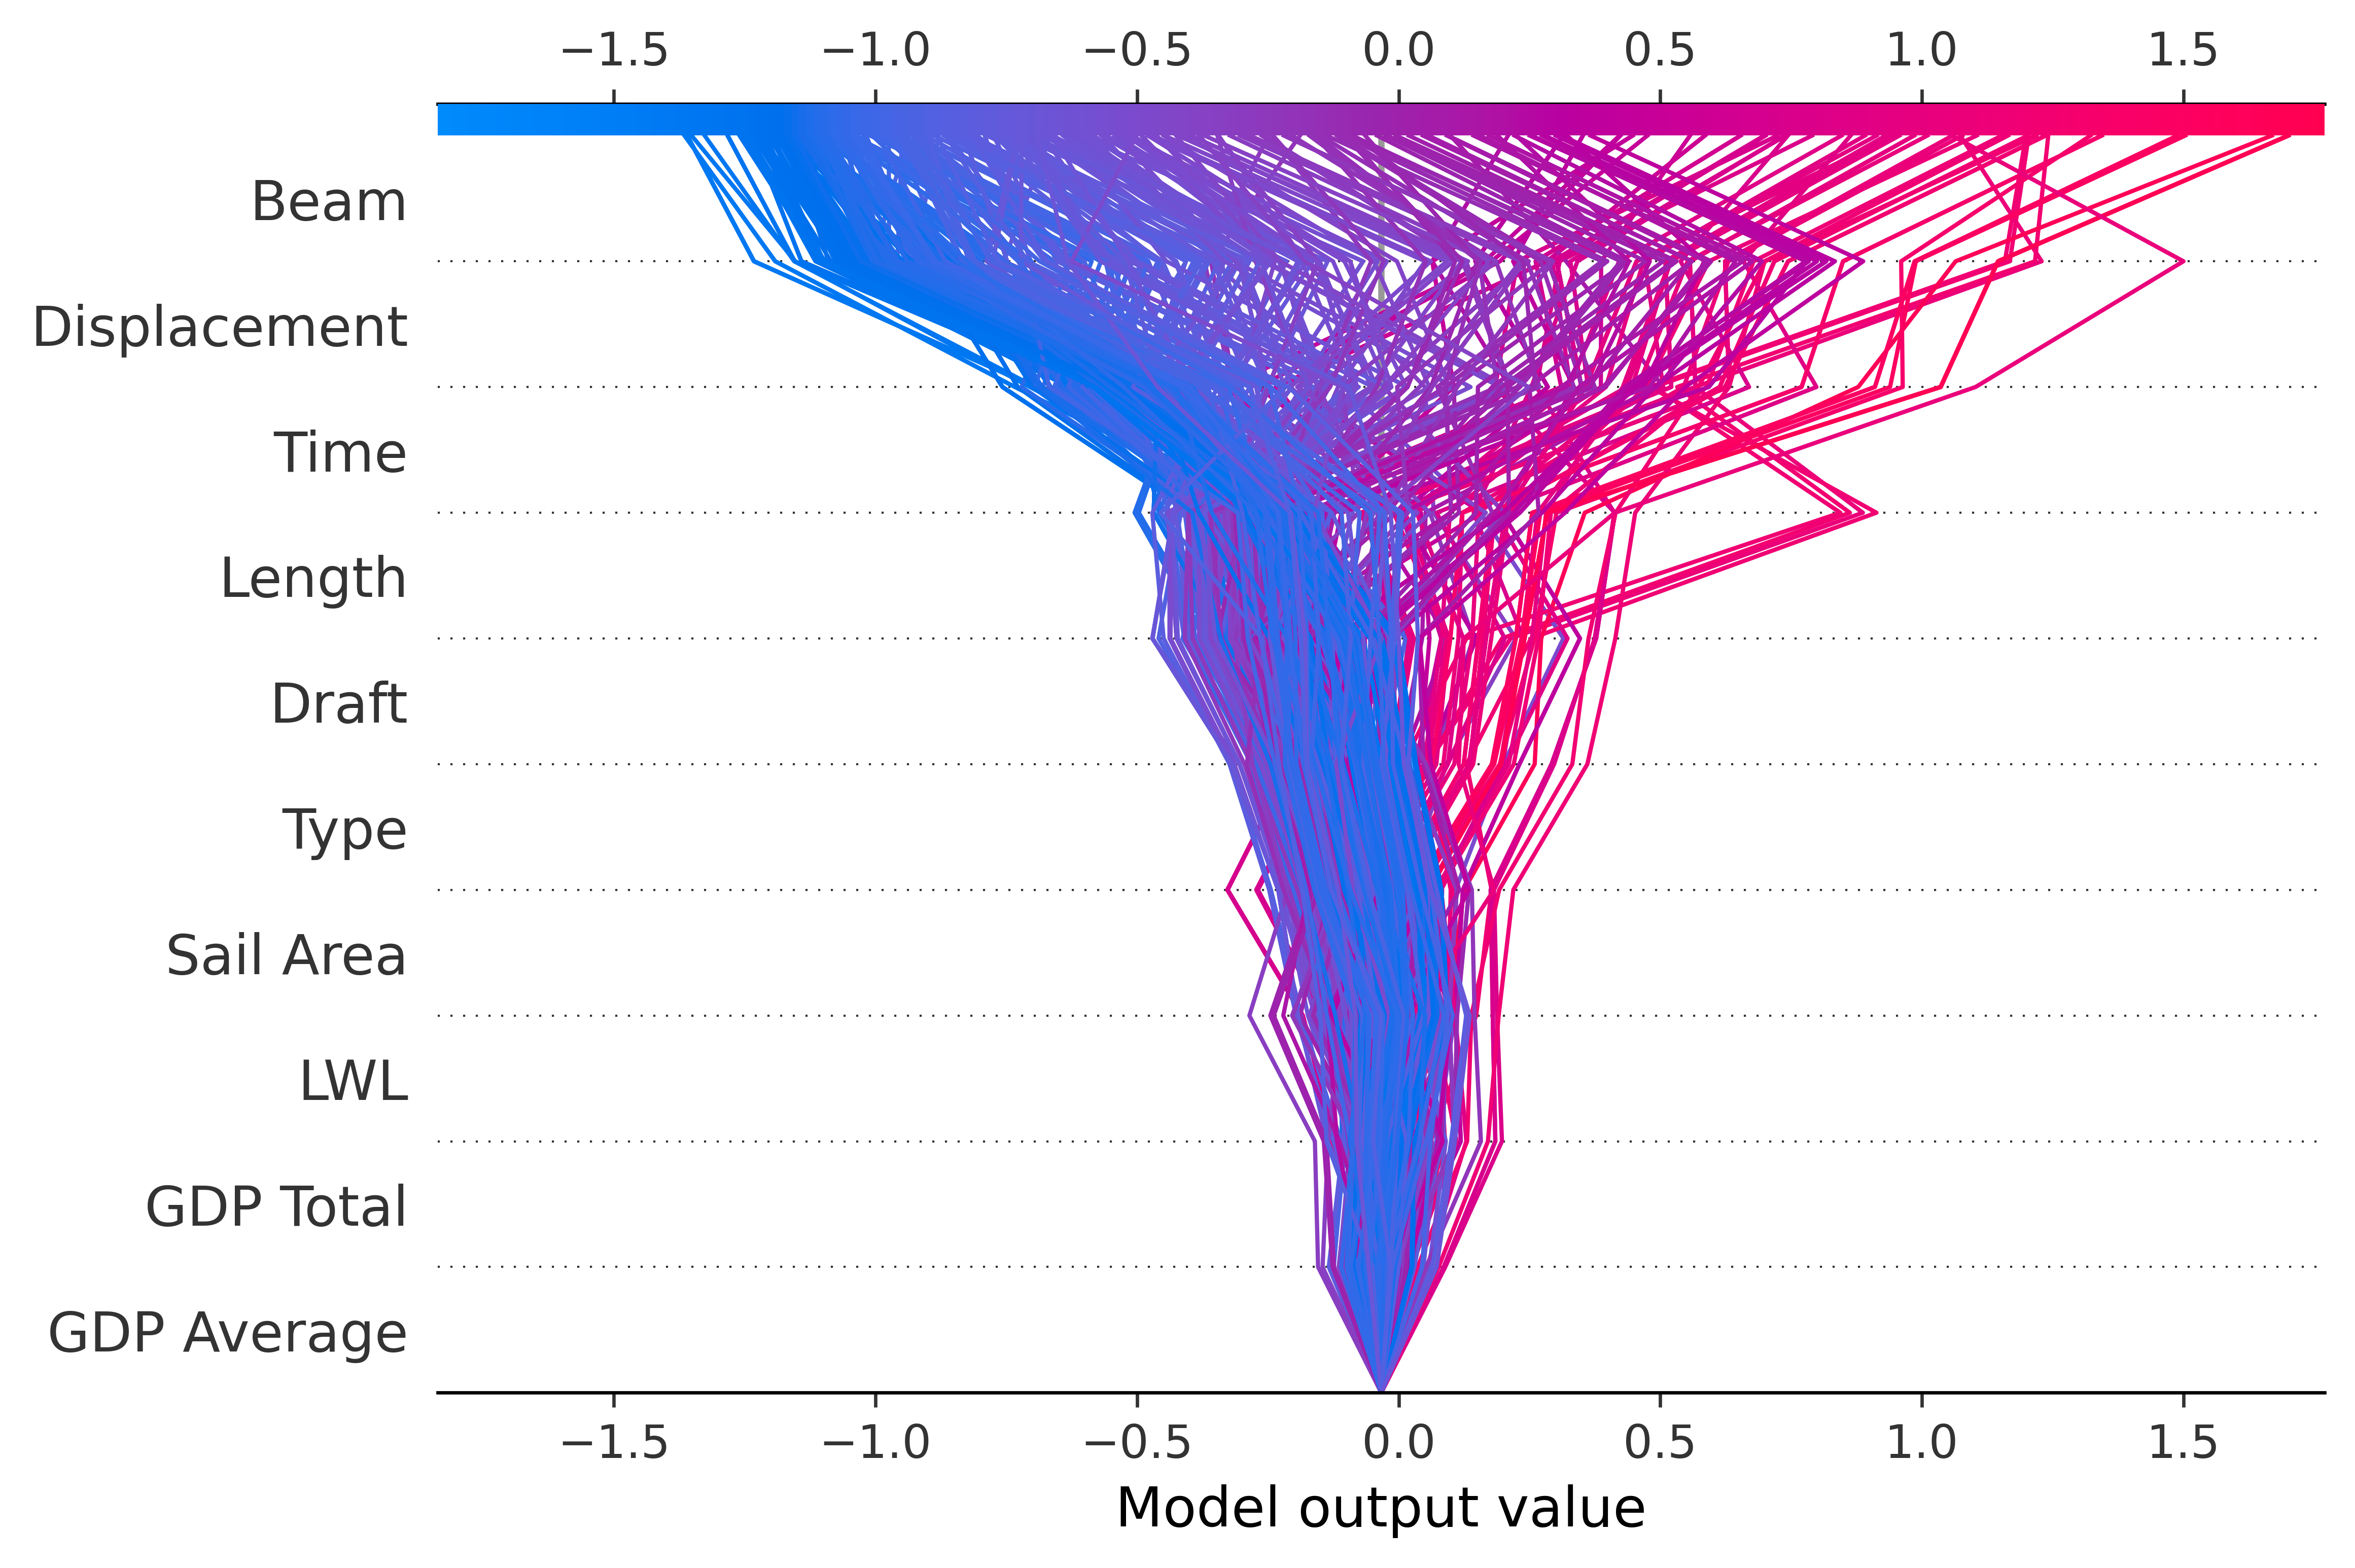 −1.5 −1.0 −0.5 0.0 0.5 1.0 1.5
Beam
Displacement
Time
Length
Draft
Type
Sail Area
LWL
GDP Total
GDP Average
−1.5 −1.0 −0.5 0.0 0.5 1.0 1.5
Model output value